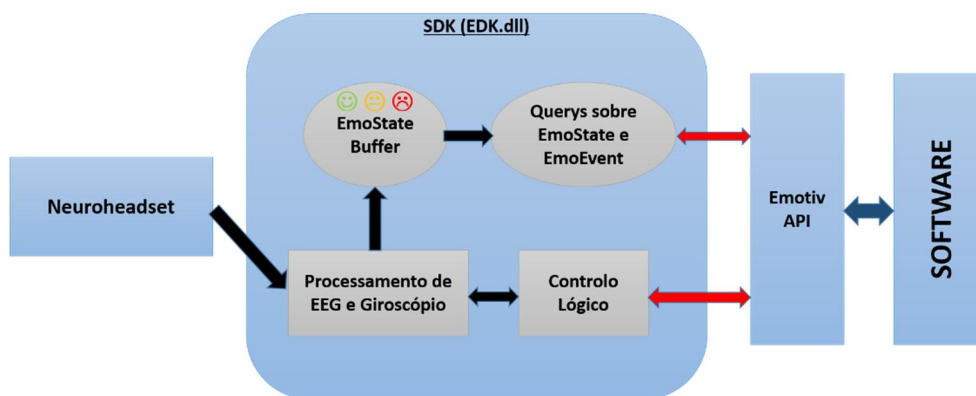 SDK (EDK.dll)
EmoState
Buffer
Querys sobre
EmoState e
EmoEvent
Neuroheadset
Processamento de
EEG e Giroscópio
Controlo
Lógico
Emotiv
API
SOFTWARE